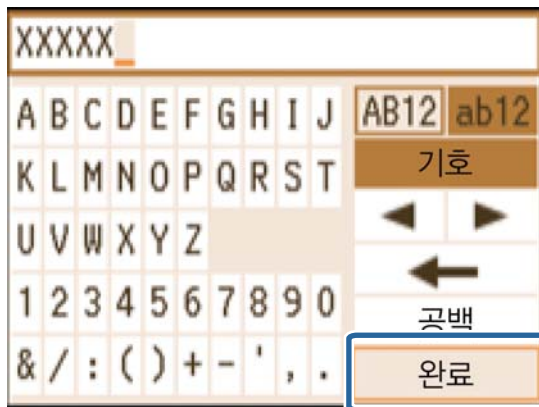 XXXXX_
A B C D E F G H I J
K L M N O P Q R S T
U V W X Y Z
1 2 3 4 5 6 7 8 9 0
& / : ( ) + - ' , .
AB12 ab12
기호
◀ ▶
←
공백
완료